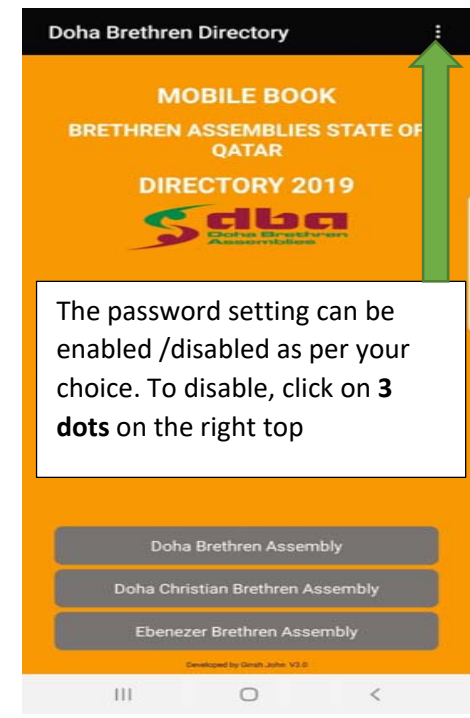 Doha Brethren Directory
MOBILE BOOK
BRETHREN ASSEMBLIES STATE OF
QATAR
DIRECTORY 2019
dba
Doha Brethren
Assemblies
The password setting can be
enabled /disabled as per your
choice. To disable, click on 3
dots on the right top
Doha Brethren Assembly
Doha Christian Brethren Assembly
Ebenezer Brethren Assembly
Developed by Ginsh John V3.0